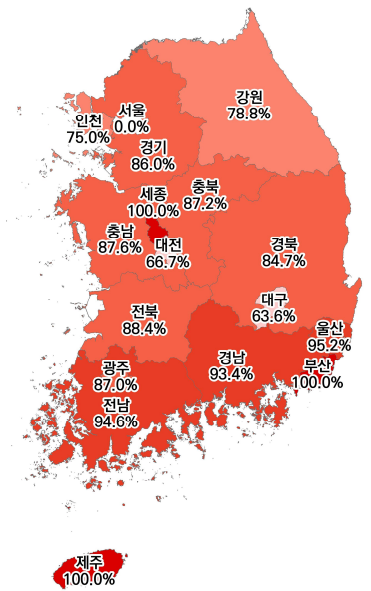 강원
78.8%
서울
0.0%
인천
75.0%
경기
86.0%
충북
87.2%
세종
100.0%
충남
87.6%
대전
66.7%
경북
84.7%
대구
63.6%
전북
88.4%
울산
95.2%
경남
93.4%
부산
100.0%
광주
87.0%
전남
94.6%
제주
100.0%